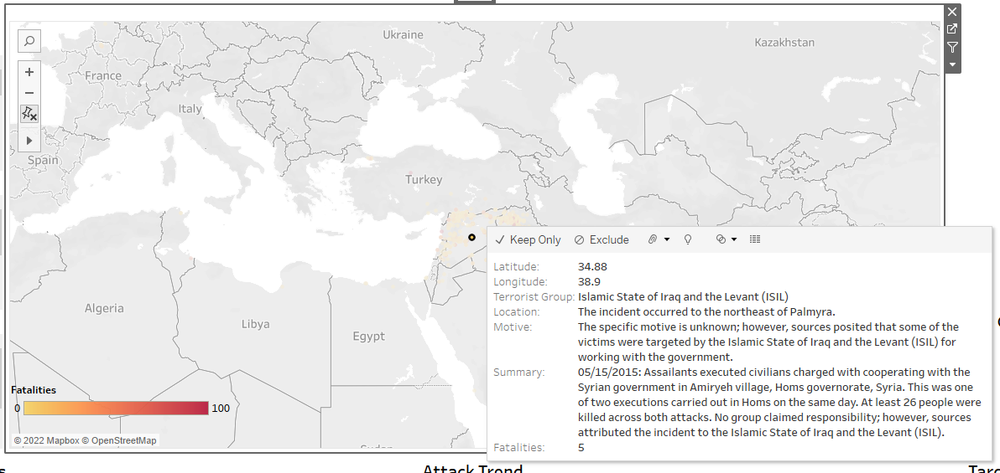 Ukraine
Kazakhstan
France
Italy
Spain
Turkey
Keep Only Exclude
Latitude: 34.88
Longitude: 38.9
Terrorist Group: Islamic State of Iraq and the Levant (ISIL)
Location: The incident occurred to the northeast of Palmyra.
Motive: The specific motive is unknown; however, sources posited that some of the
victims were targeted by the Islamic State of Iraq and the Levant (ISIL) for
working with the government.
Summary: 05/15/2015: Assailants executed civilians charged with cooperating with the
Syrian government in Amiryeh village, Homs governorate, Syria. This was one
of two executions carried out in Homs on the same day. At least 26 people were
killed across both attacks. No group claimed responsibility; however, sources
attributed the incident to the Islamic State of Iraq and the Levant (ISIL).
Fatalities: 5
Algeria
Libya
Egypt
Fatalities
0 100
© 2022 Mapbox © OpenStreetMap
Sudan
Attack Trend